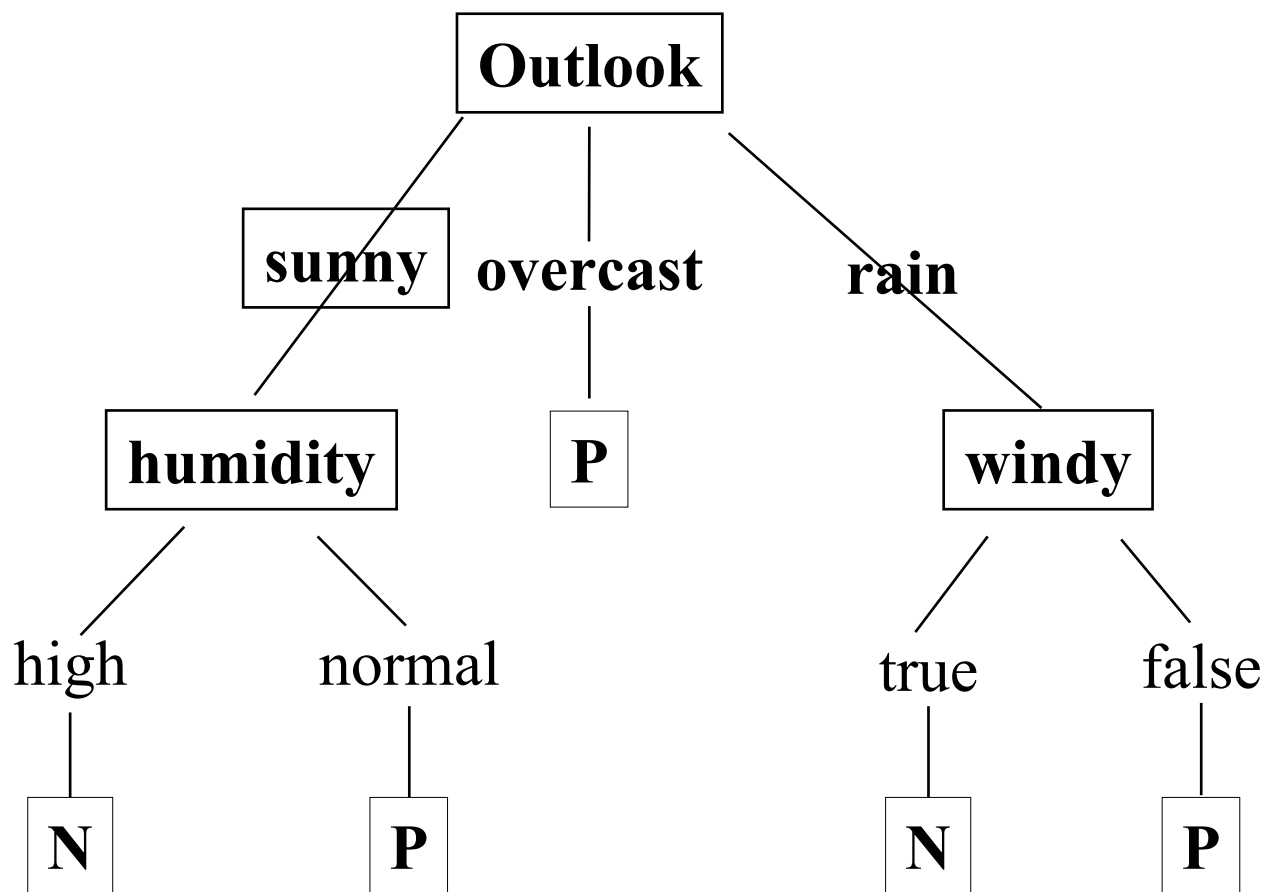 Outlook
sunny overcast rain
humidity P windy
high normal true false
N P N P